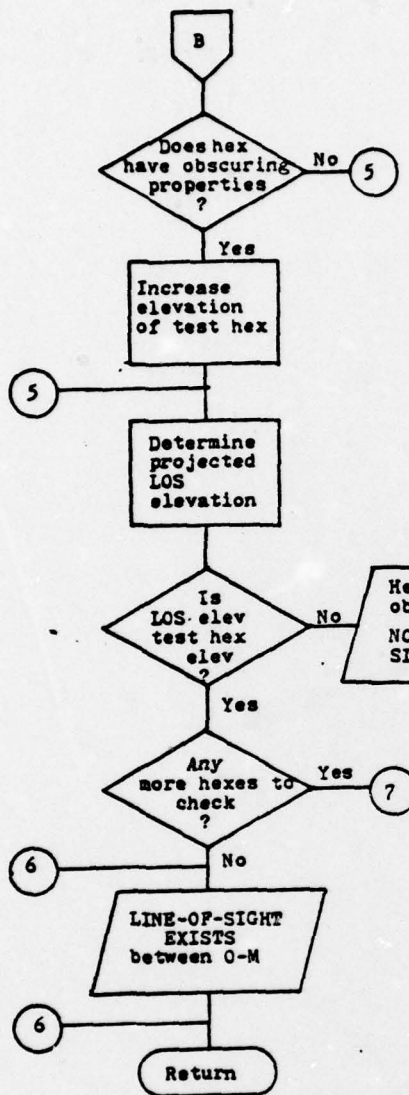 B
Does hex
have obscuring
properties
?
No
5
Yes
Increase
elevation
of test hex
5
Determine
projected
LOS
elevation
Is
LOS elev
test hex
elev
?
No
He
ob
NO
SI
Yes
Any
more hexes to
check
?
Yes
7
No
6
LINE-OF-SIGHT
EXISTS
between O-M
6
Return